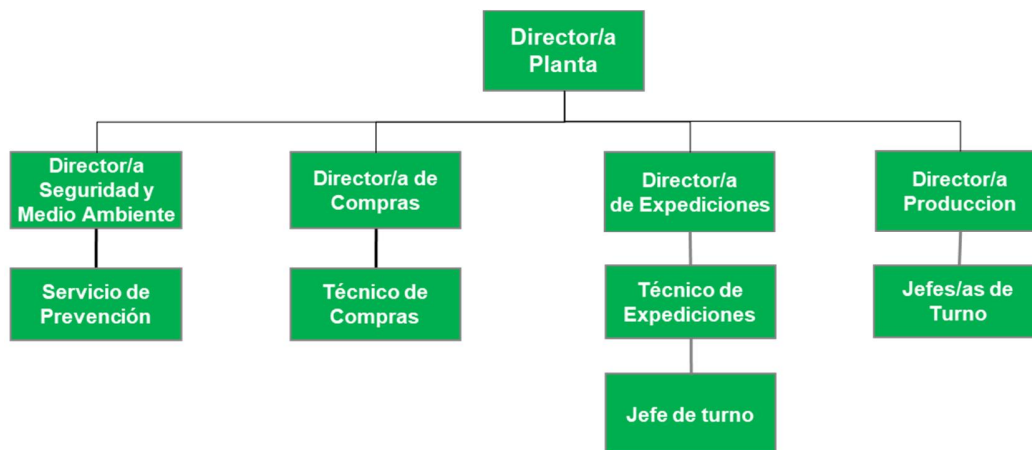 Director/a
Planta
Director/a
Seguridad y
Medio Ambiente
Director/a de
Compras
Director/a
de Expediciones
Director/a
Produccion
Servicio de
Prevención
Técnico de
Compras
Técnico de
Expediciones
Jefes/as de
Turno
Jefe de turno